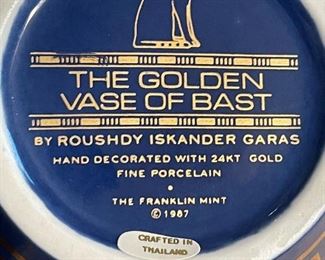 THE GOLDEN
VASE OF BAST
BY ROUSHDY ISKANDER GARAS
HAND DECORATED WITH 24KT GOLD
FINE PORCELAIN
•
THE FRANKLIN MINT
© 1987
CRAFTED IN
THAILAND